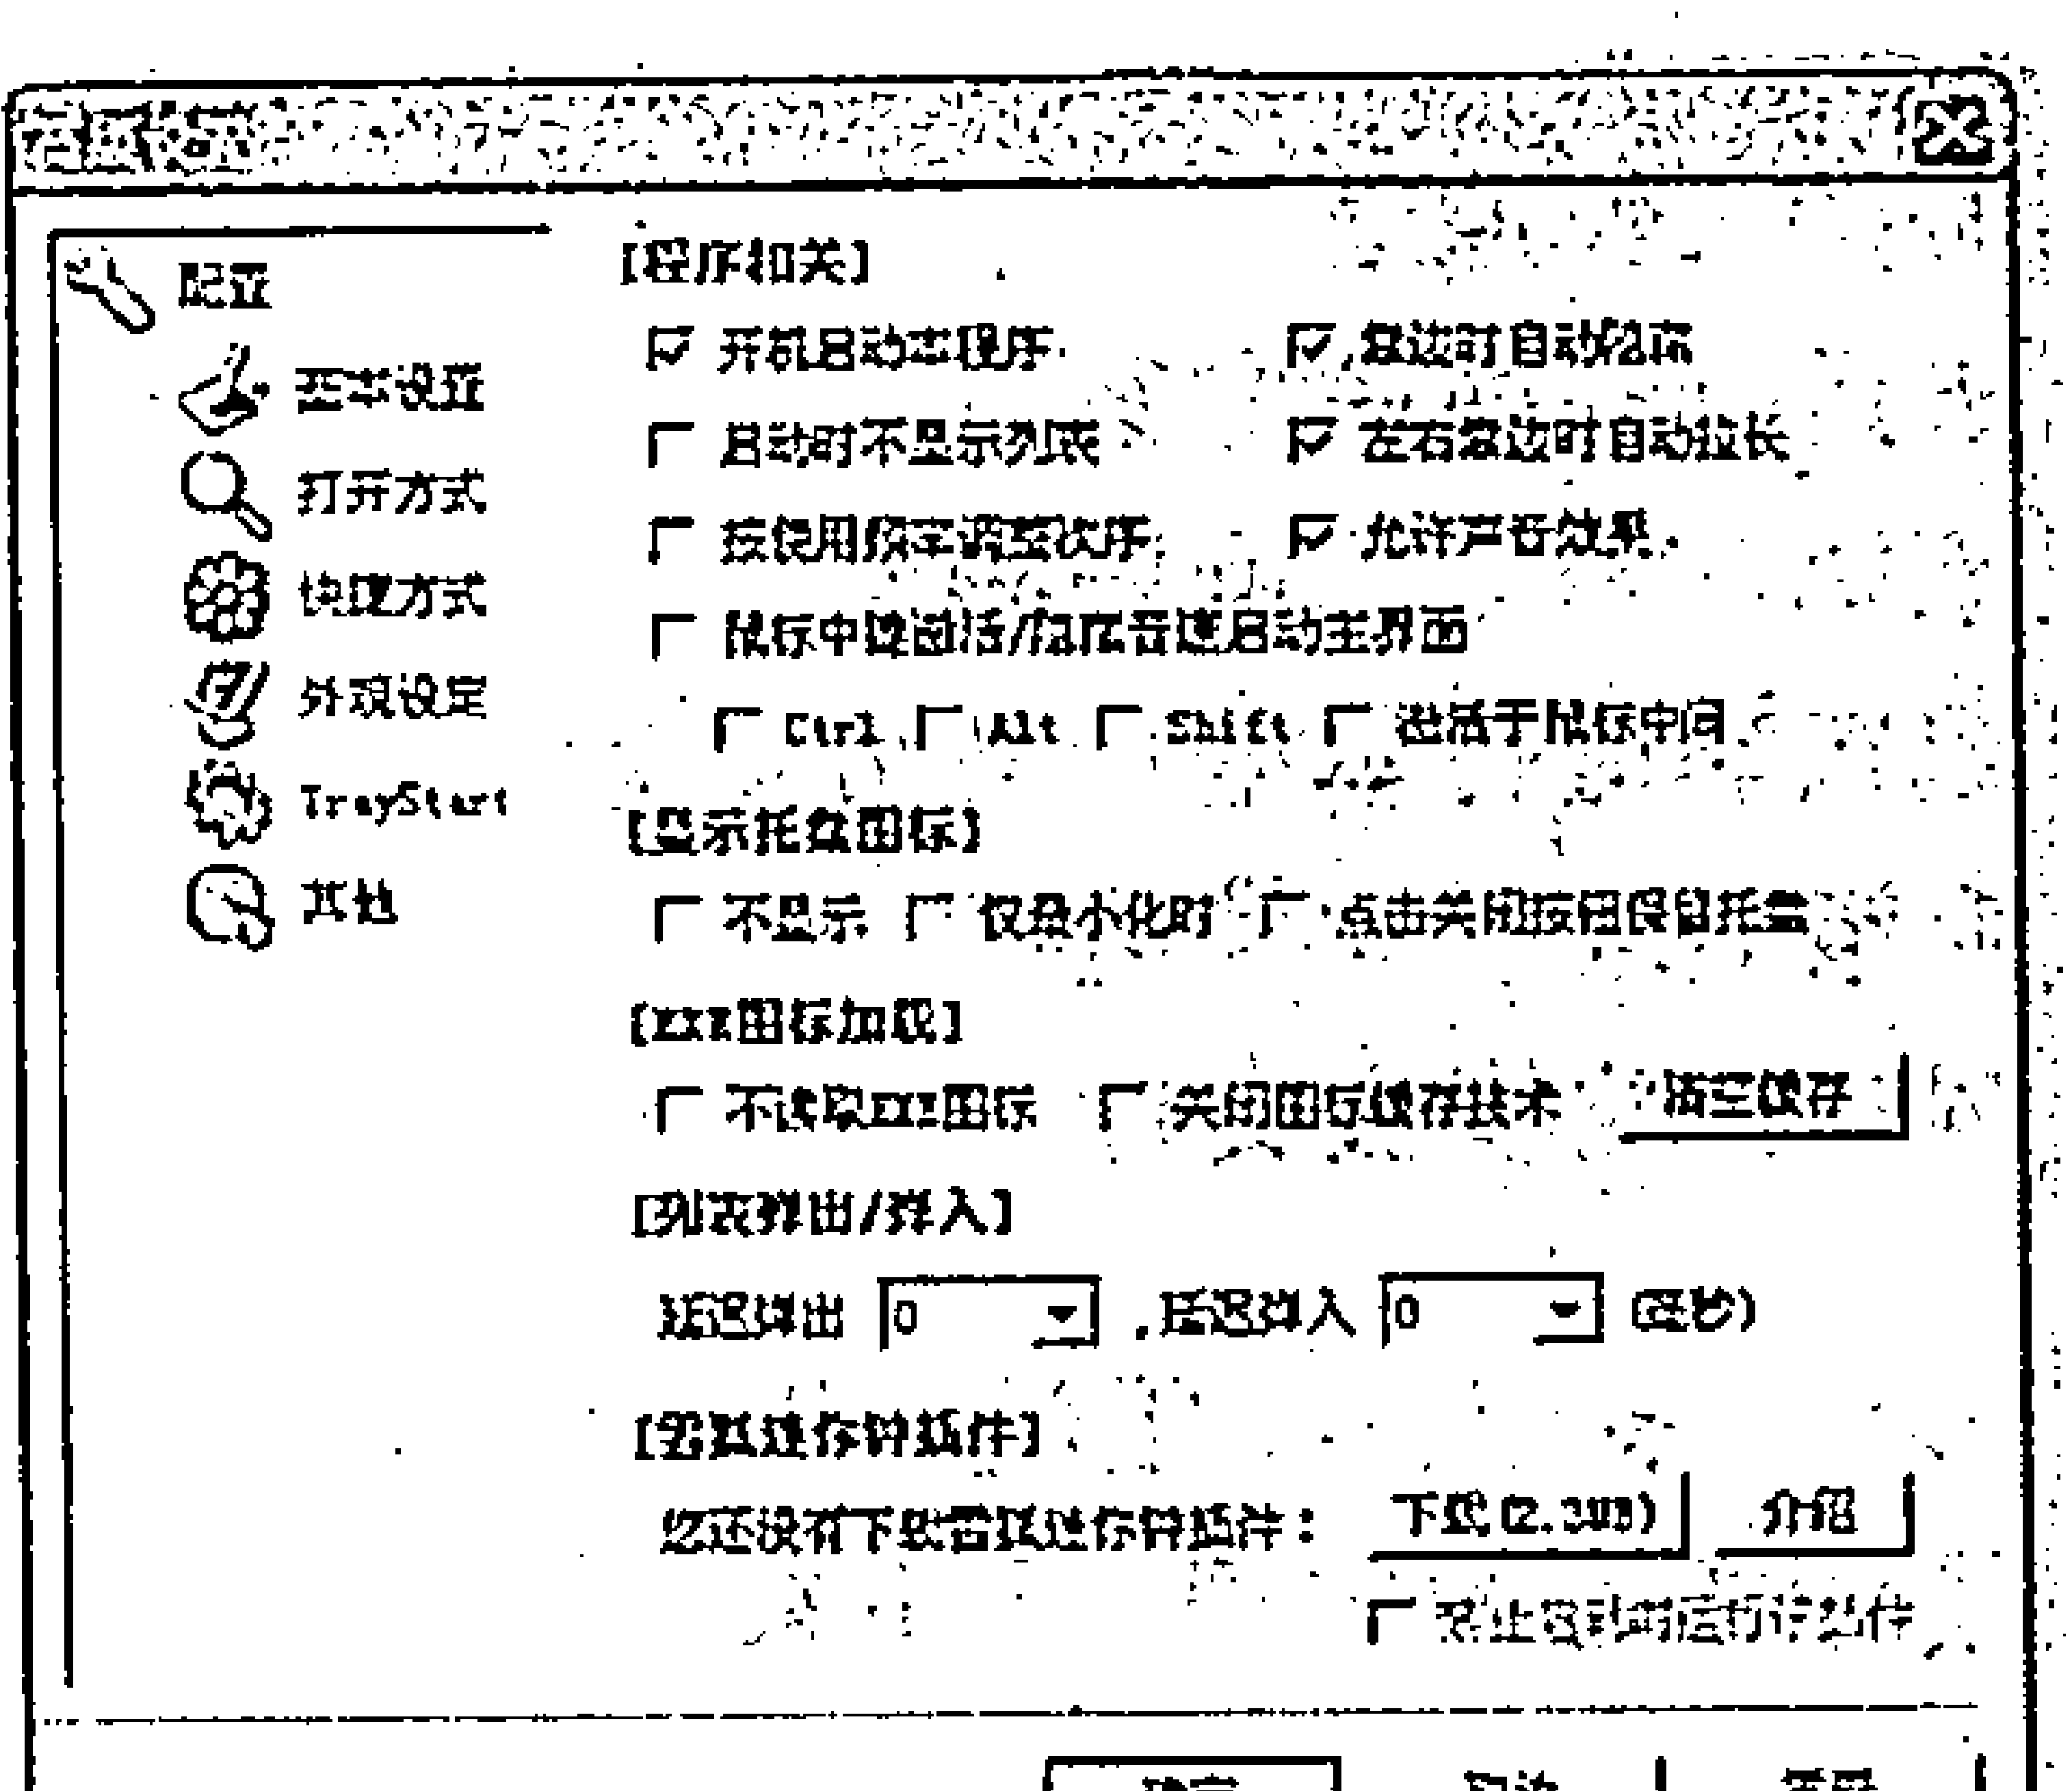 配置
基本设置
打开方式
快捷方式
外观设定
TrayStart
其他
[程序相关]
开机启动本程序 靠边时自动隐藏
启动时不显示列表 左右靠边时自动拉长
按使用频率调整次序 允许声音效果
鼠标中键激活/隐藏音速启动主界面
Ctrl Alt Shift 激活于鼠标中间
[显示托盘图标]
不显示 仅最小化时 点击关闭按钮保留托盘
[EXE图标加载]
不读取EXE图标 关闭图标缓存技术 清空缓存
[列表弹出/弹入]
延迟弹出 0 ,延迟弹入 0 (毫秒)
下载(2.3MB) 介绍